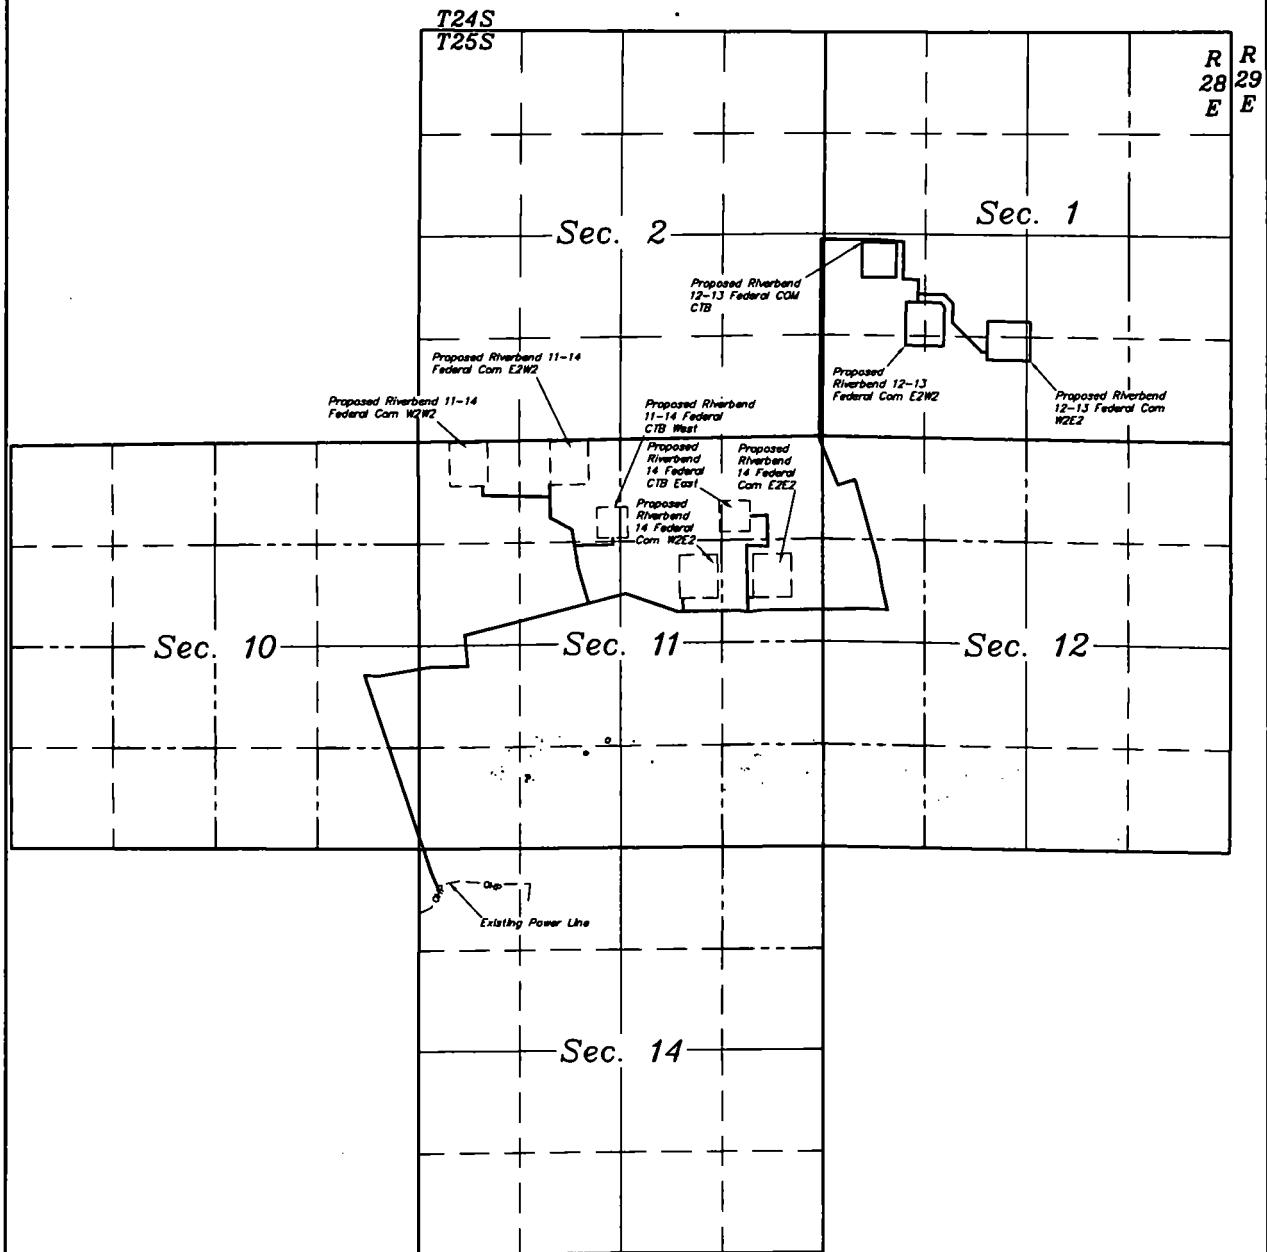 T24S
T25S
R R
28 29
E E
Sec. 1
Sec. 2
Proposed Riverbend
12-13 Federal COM
CTB
Proposed Riverbend 11-14
Federal Com E2W2
Proposed
Riverbend 12-13
Federal Com E2W2
Proposed Riverbend
12-13 Federal Com
W2E2
Proposed Riverbend 11-14
Federal Com W2W2
Proposed Riverbend
11-14 Federal
CTB West
Proposed
Riverbend
14 Federal
CTB East
Proposed
Riverbend
14 Federal
Com E2E2
Proposed
Riverbend
14 Federal
Com W2E2
Sec. 10
Sec. 11
Sec. 12
OHP
OHP
Existing Power Line
Sec. 14